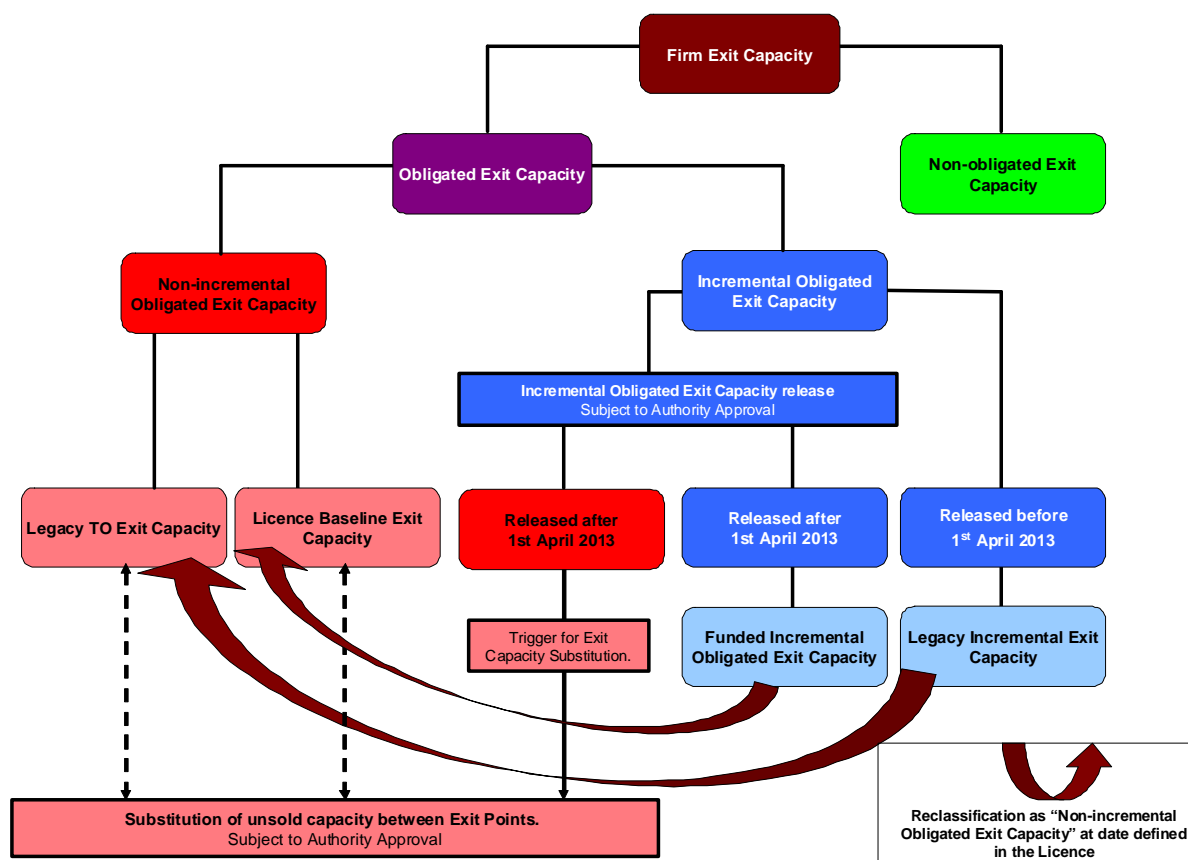 Firm Exit Capacity
Obligated Exit Capacity
Non-obligated Exit
Capacity
Non-incremental
Obligated Exit Capacity
Incremental Obligated
Exit Capacity
Incremental Obligated Exit Capacity release
Subject to Authority Approval
Legacy TO Exit Capacity
Licence Baseline Exit
Capacity
Released after
1st April 2013
Released after
1st April 2013
Released before
1st April 2013
Trigger for Exit
Capacity Substitution.
Funded Incremental
Obligated Exit Capacity
Legacy Incremental Exit
Capacity
Substitution of unsold capacity between Exit Points.
Subject to Authority Approval
Reclassification as “Non-incremental
Obligated Exit Capacity” at date defined
in the Licence